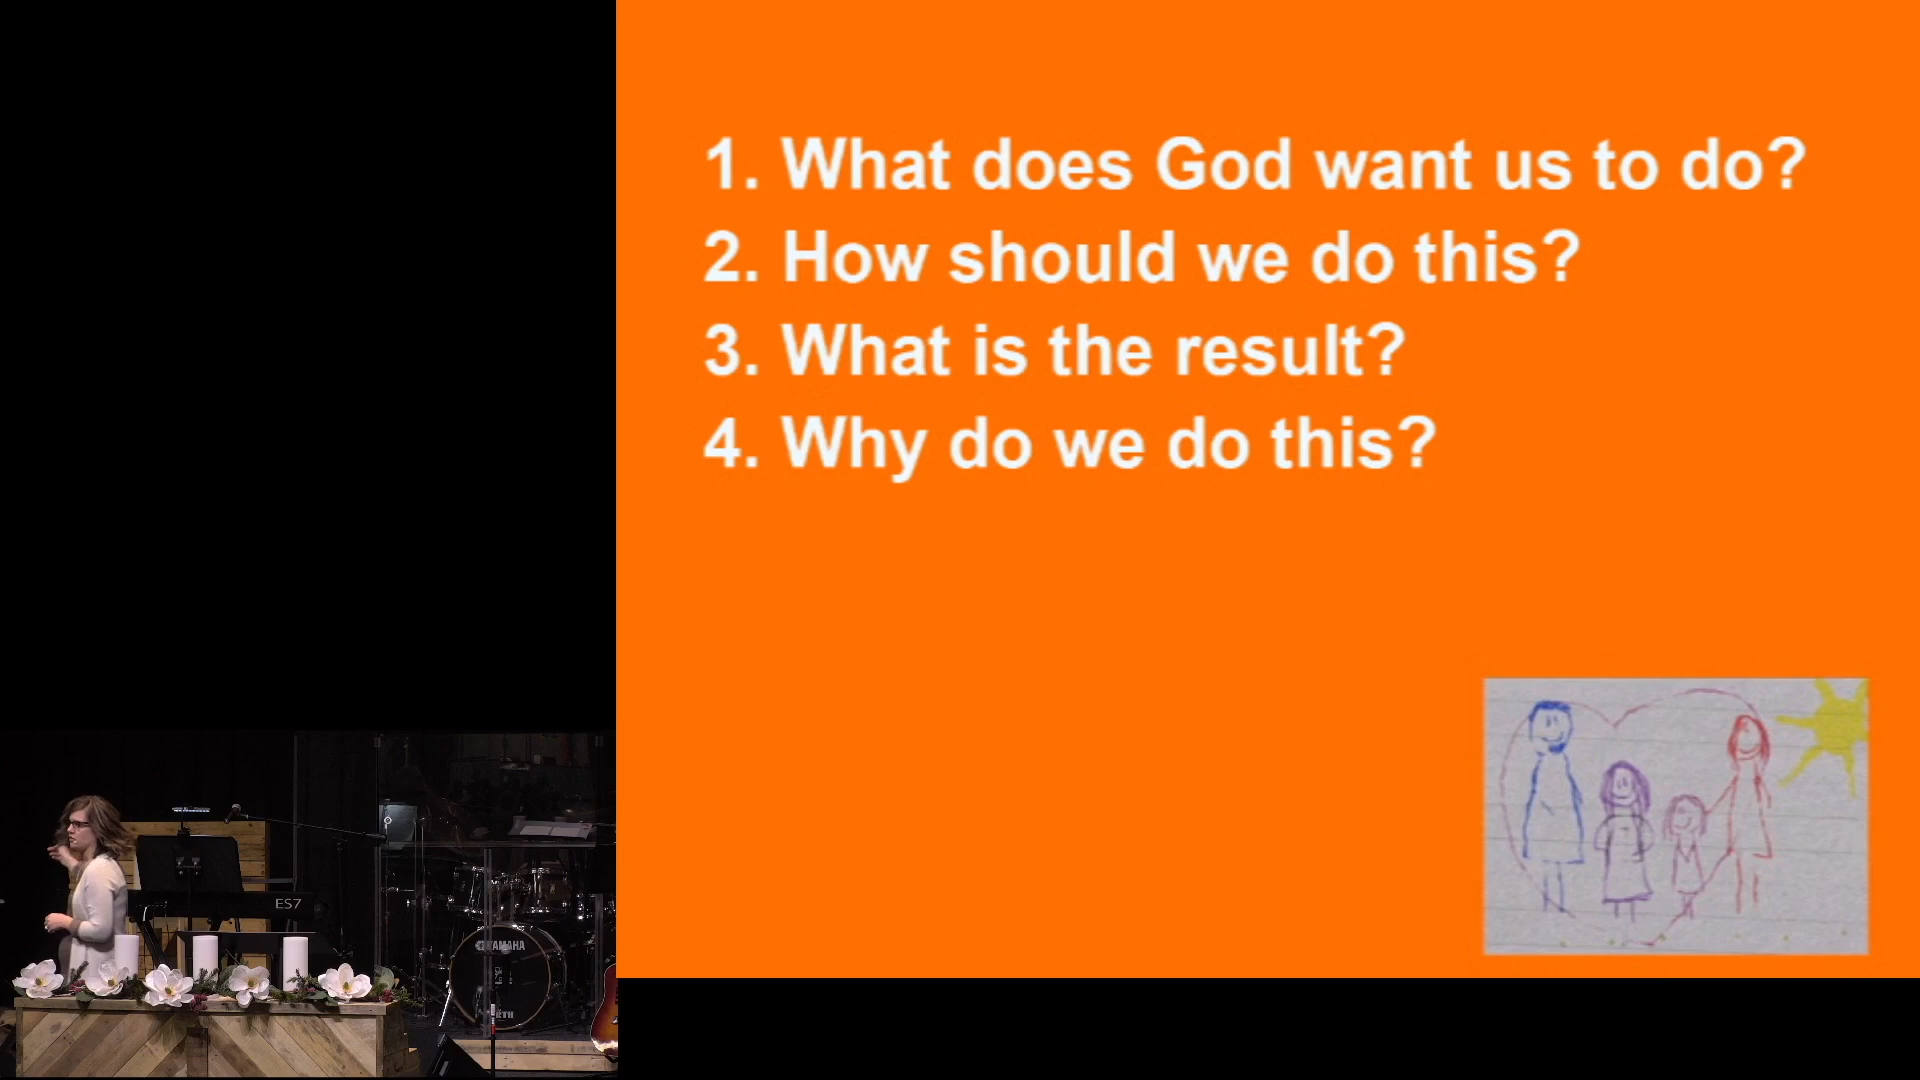 1. What does God want us to do?
2. How should we do this?
3. What is the result?
4. Why do we do this?
ES7
YAMAHA